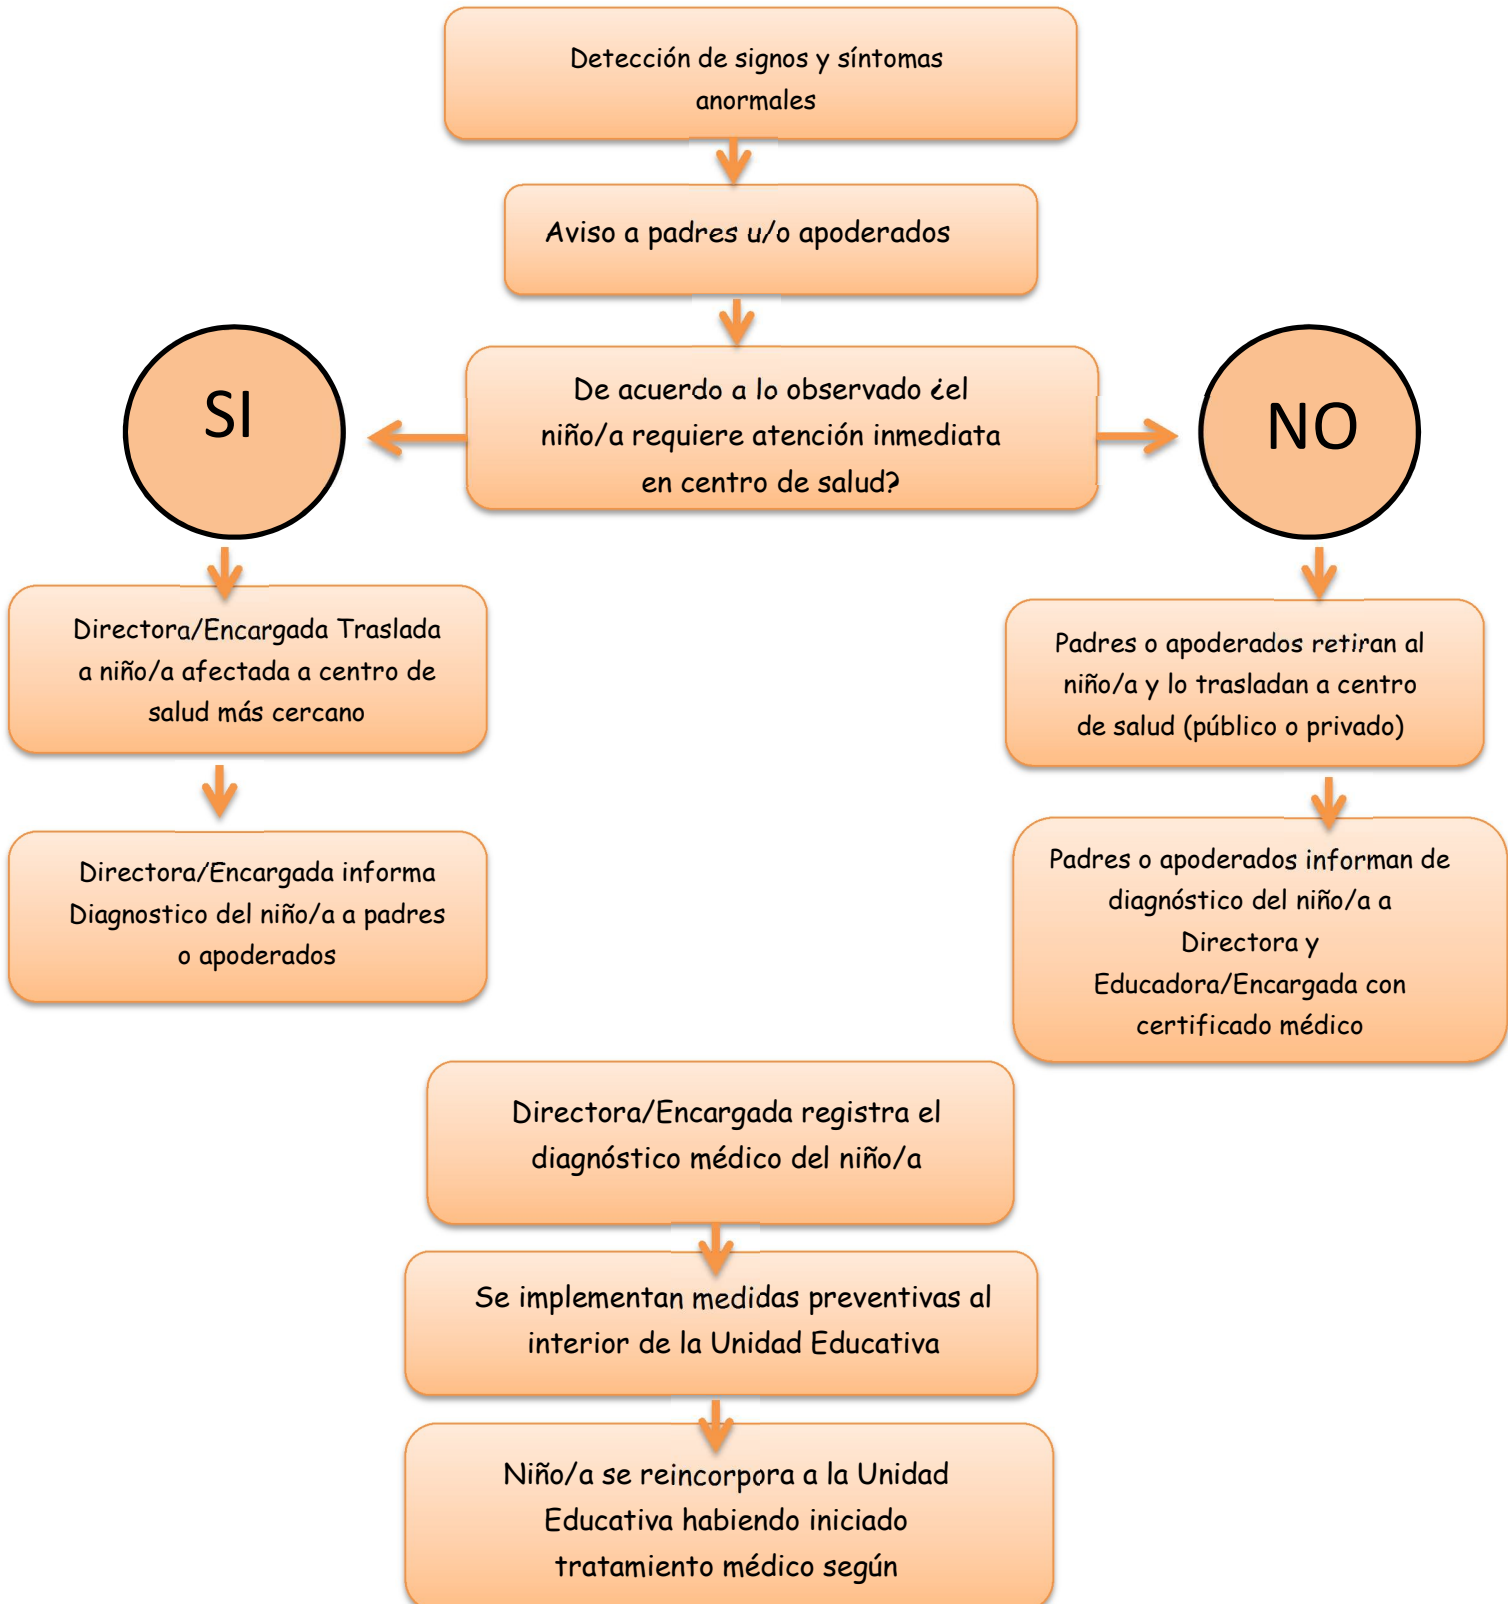 Detección de signos y síntomas
anormales
Aviso a padres u/o apoderados
De acuerdo a lo observado ¿el
niño/a requiere atención inmediata
en centro de salud?
SI
NO
Directora/Encargada Traslada
a niño/a afectada a centro de
salud más cercano
Padres o apoderados retiran al
niño/a y lo trasladan a centro
de salud (público o privado)
Directora/Encargada informa
Diagnostico del niño/a a padres
o apoderados
Padres o apoderados informan de
diagnóstico del niño/a a
Directora y
Educadora/Encargada con
certificado médico
Directora/Encargada registra el
diagnóstico médico del niño/a
Se implementan medidas preventivas al
interior de la Unidad Educativa
Niño/a se reincorpora a la Unidad
Educativa habiendo iniciado
tratamiento médico según